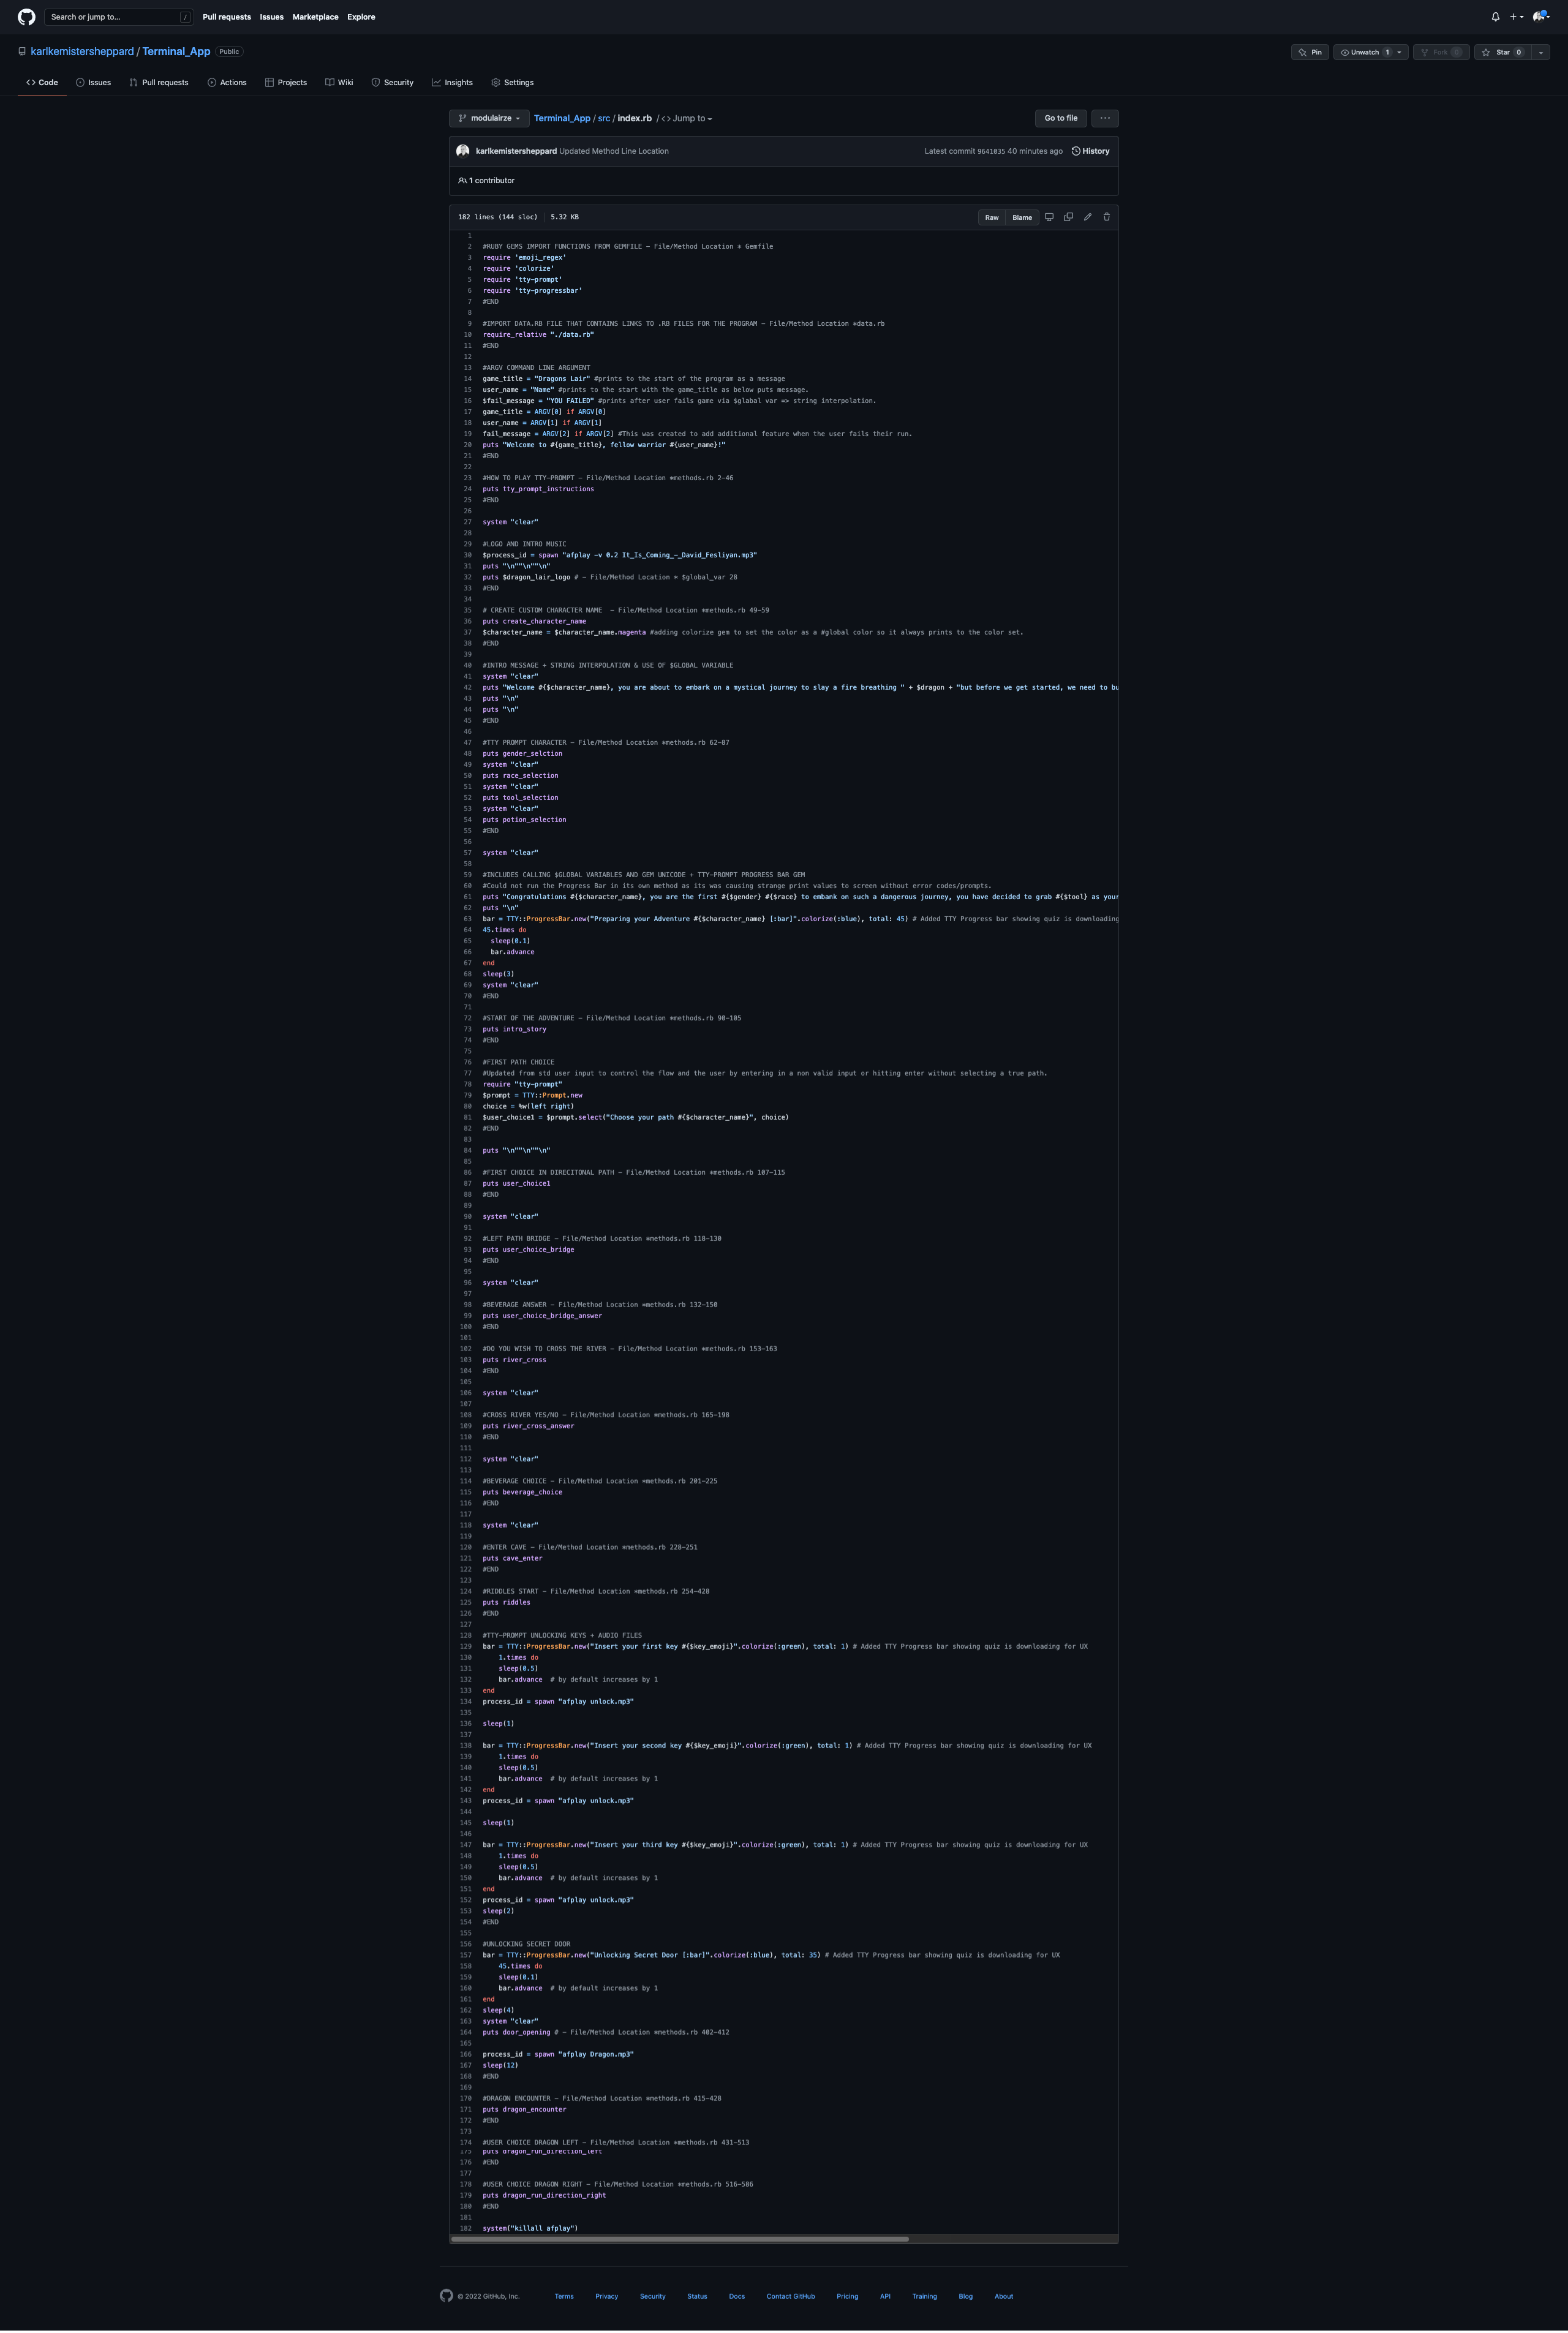 Search or jump to... /
Pull requests Issues Marketplace Explore
karlkemistersheppard / Terminal_App Public
Pin Unwatch 1 Fork 0 Star 0
Code Issues Pull requests Actions Projects Wiki Security Insights Settings
modulairze Terminal_App / src / index.rb / <> Jump to
Go to file ...
karlkemistersheppard Updated Method Line Location
Latest commit 9641035 40 minutes ago History
1 contributor
182 lines (144 sloc) 5.32 KB
Raw Blame
1
2 #RUBY GEMS IMPORT FUNCTIONS FROM GEMFILE - File/Method Location * Gemfile
3 require 'emoji_regex'
4 require 'colorize'
5 require 'tty-prompt'
6 require 'tty-progressbar'
7 #END
8
9 #IMPORT DATA.RB FILE THAT CONTAINS LINKS TO .RB FILES FOR THE PROGRAM - File/Method Location *data.rb
10 require_relative "./data.rb"
11 #END
12
13 #ARGV COMMAND LINE ARGUMENT
14 game_title = "Dragons Lair" #prints to the start of the program as a message
15 user_name = "Name" #prints to the start with the game_title as below puts message.
16 $fail_message = "YOU FAILED" #prints after user fails game via $glabal var => string interpolation.
17 game_title = ARGV[0] if ARGV[0]
18 user_name = ARGV[1] if ARGV[1]
19 fail_message = ARGV[2] if ARGV[2] #This was created to add additional feature when the user fails their run.
20 puts "Welcome to #{game_title}, fellow warrior #{user_name}!"
21 #END
22
23 #HOW TO PLAY TTY-PROMPT - File/Method Location *methods.rb 2-46
24 puts tty_prompt_instructions
25 #END
26
27 system "clear"
28
29 #LOGO AND INTRO MUSIC
30 $process_id = spawn "afplay -v 0.2 It_Is_Coming_-_David_Fesliyan.mp3"
31 puts "\n""\n""\n"
32 puts $dragon_lair_logo # - File/Method Location * $global_var 28
33 #END
34
35 # CREATE CUSTOM CHARACTER NAME  - File/Method Location *methods.rb 49-59
36 puts create_character_name
37 $character_name = $character_name.magenta #adding colorize gem to set the color as a #global color so it always prints to the color set.
38 #END
39
40 #INTRO MESSAGE + STRING INTERPOLATION & USE OF $GLOBAL VARIABLE
41 system "clear"
42 puts "Welcome #{$character_name}, you are about to embark on a mystical journey to slay a fire breathing " + $dragon + "but before we get started, we need to bu
43 puts "\n"
44 puts "\n"
45 #END
46
47 #TTY PROMPT CHARACTER - File/Method Location *methods.rb 62-87
48 puts gender_selction
49 system "clear"
50 puts race_selection
51 system "clear"
52 puts tool_selection
53 system "clear"
54 puts potion_selection
55 #END
56
57 system "clear"
58
59 #INCLUDES CALLING $GLOBAL VARIABLES AND GEM UNICODE + TTY-PROMPT PROGRESS BAR GEM
60 #Could not run the Progress Bar in its own method as its was causing strange print values to screen without error codes/prompts.
61 puts "Congratulations #{$character_name}, you are the first #{$gender} #{$race} to embank on such a dangerous journey, you have decided to grab #{$tool} as your
62 puts "\n"
63 bar = TTY::ProgressBar.new("Preparing your Adventure #{$character_name} [:bar]".colorize(:blue), total: 45) # Added TTY Progress bar showing quiz is downloading
64 45.times do
65   sleep(0.1)
66   bar.advance
67 end
68 sleep(3)
69 system "clear"
70 #END
71
72 #START OF THE ADVENTURE - File/Method Location *methods.rb 90-105
73 puts intro_story
74 #END
75
76 #FIRST PATH CHOICE
77 #Updated from std user input to control the flow and the user by entering in a non valid input or hitting enter without selecting a true path.
78 require "tty-prompt"
79 $prompt = TTY::Prompt.new
80 choice = %w(left right)
81 $user_choice1 = $prompt.select("Choose your path #{$character_name}", choice)
82 #END
83
84 puts "\n""\n""\n"
85
86 #FIRST CHOICE IN DIRECITONAL PATH - File/Method Location *methods.rb 107-115
87 puts user_choice1
88 #END
89
90 system "clear"
91
92 #LEFT PATH BRIDGE - File/Method Location *methods.rb 118-130
93 puts user_choice_bridge
94 #END
95
96 system "clear"
97
98 #BEVERAGE ANSWER - File/Method Location *methods.rb 132-150
99 puts user_choice_bridge_answer
100 #END
101
102 #DO YOU WISH TO CROSS THE RIVER - File/Method Location *methods.rb 153-163
103 puts river_cross
104 #END
105
106 system "clear"
107
108 #CROSS RIVER YES/NO - File/Method Location *methods.rb 165-198
109 puts river_cross_answer
110 #END
111
112 system "clear"
113
114 #BEVERAGE CHOICE - File/Method Location *methods.rb 201-225
115 puts beverage_choice
116 #END
117
118 system "clear"
119
120 #ENTER CAVE - File/Method Location *methods.rb 228-251
121 puts cave_enter
122 #END
123
124 #RIDDLES START - File/Method Location *methods.rb 254-428
125 puts riddles
126 #END
127
128 #TTY-PROMPT UNLOCKING KEYS + AUDIO FILES
129 bar = TTY::ProgressBar.new("Insert your first key #{$key_emoji}".colorize(:green), total: 1) # Added TTY Progress bar showing quiz is downloading for UX
130     1.times do
131     sleep(0.5)
132     bar.advance  # by default increases by 1
133 end
134 process_id = spawn "afplay unlock.mp3"
135
136 sleep(1)
137
138 bar = TTY::ProgressBar.new("Insert your second key #{$key_emoji}".colorize(:green), total: 1) # Added TTY Progress bar showing quiz is downloading for UX
139     1.times do
140     sleep(0.5)
141     bar.advance  # by default increases by 1
142 end
143 process_id = spawn "afplay unlock.mp3"
144
145 sleep(1)
146
147 bar = TTY::ProgressBar.new("Insert your third key #{$key_emoji}".colorize(:green), total: 1) # Added TTY Progress bar showing quiz is downloading for UX
148     1.times do
149     sleep(0.5)
150     bar.advance  # by default increases by 1
151 end
152 process_id = spawn "afplay unlock.mp3"
153 sleep(2)
154 #END
155
156 #UNLOCKING SECRET DOOR
157 bar = TTY::ProgressBar.new("Unlocking Secret Door [:bar]".colorize(:blue), total: 35) # Added TTY Progress bar showing quiz is downloading for UX
158     45.times do
159     sleep(0.1)
160     bar.advance  # by default increases by 1
161 end
162 sleep(4)
163 system "clear"
164 puts door_opening # - File/Method Location *methods.rb 402-412
165
166 process_id = spawn "afplay Dragon.mp3"
167 sleep(12)
168 #END
169
170 #DRAGON ENCOUNTER - File/Method Location *methods.rb 415-428
171 puts dragon_encounter
172 #END
173
174 #USER CHOICE DRAGON LEFT - File/Method Location *methods.rb 431-513
175 puts dragon_run_direction_left
176 #END
177
178 #USER CHOICE DRAGON RIGHT - File/Method Location *methods.rb 516-586
179 puts dragon_run_direction_right
180 #END
181
182 system("killall afplay")
© 2022 GitHub, Inc. Terms Privacy Security Status Docs Contact GitHub Pricing API Training Blog About